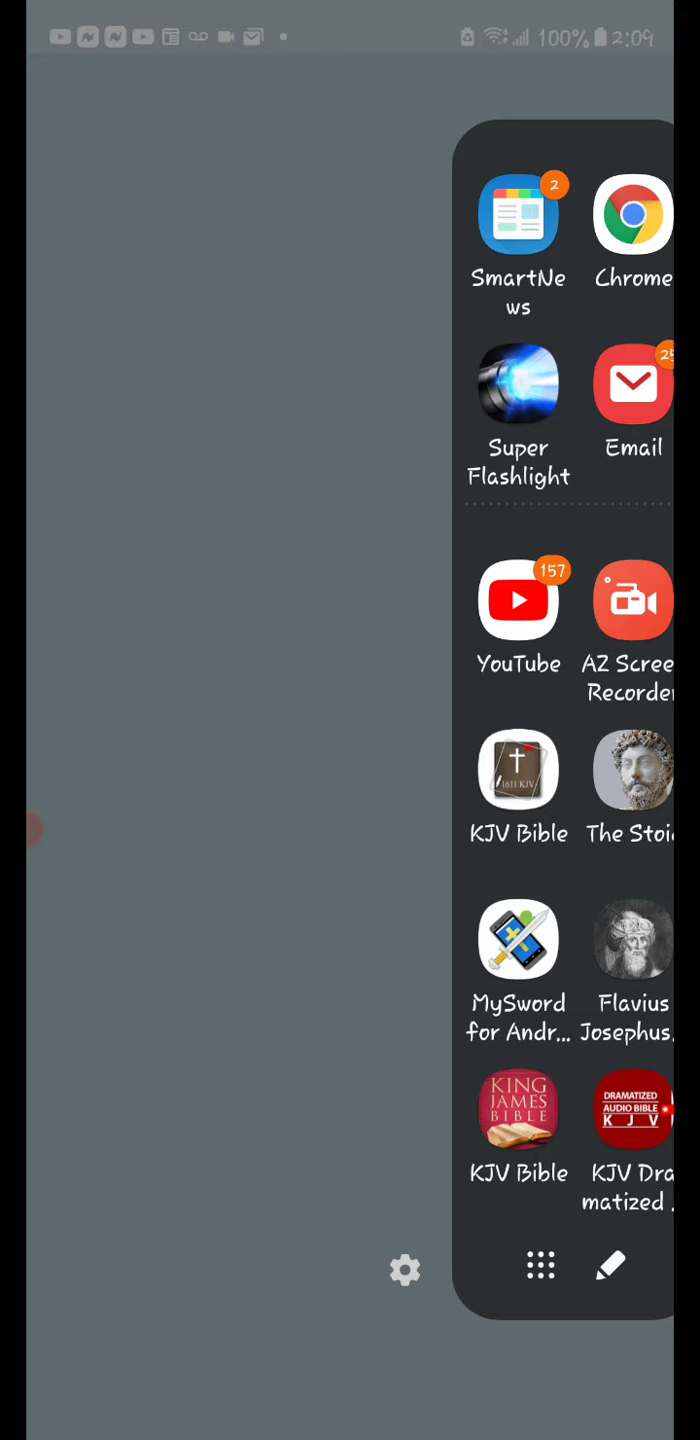 100% 2:09
2
SmartNe
ws
Chrome
25
Super
Flashlight
Email
157
YouTube
AZ Scree
Recorder
1611 KJV
KJV Bible
The Stoic
MySword
for Andr...
Flavius
Josephus.
KING
JAMES
BIBLE
DRAMATIZED
AUDIO BIBLE
K J V
KJV Bible
KJV Dra
matized .